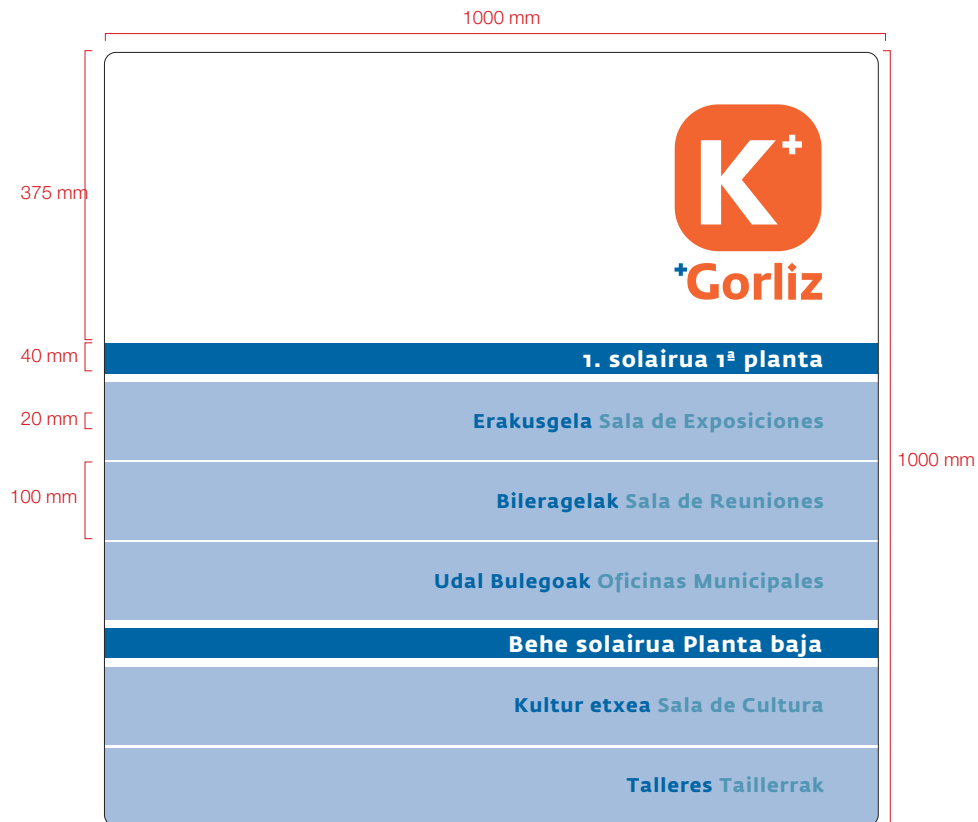 1000 mm
K+
+Gorliz
375 mm
40 mm
1. solairua 1ª planta
20 mm
Erakusgela Sala de Exposiciones
1000 mm
100 mm
Bileragelak Sala de Reuniones
Udal Bulegoak Oficinas Municipales
Behe solairua Planta baja
Kultur etxea Sala de Cultura
Talleres Taillerrak